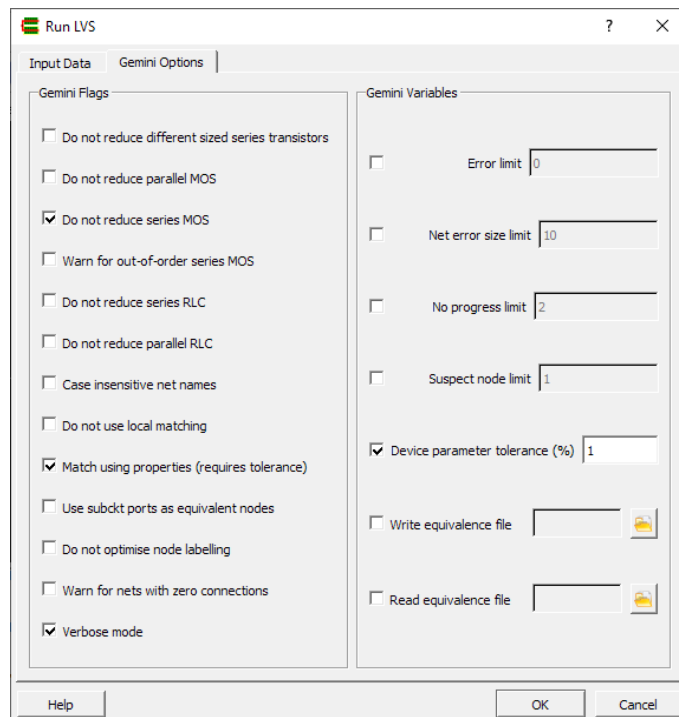 Run LVS
?
Input Data
Gemini Options
Gemini Flags
Do not reduce different sized series transistors
Do not reduce parallel MOS
Do not reduce series MOS
Warn for out-of-order series MOS
Do not reduce series RLC
Do not reduce parallel RLC
Case insensitive net names
Do not use local matching
Match using properties (requires tolerance)
Use subckt ports as equivalent nodes
Do not optimise node labelling
Warn for nets with zero connections
Verbose mode
Gemini Variables
Error limit 0
Net error size limit 10
No progress limit 2
Suspect node limit 1
Device parameter tolerance (%) 1
Write equivalence file
Read equivalence file
Help
OK
Cancel